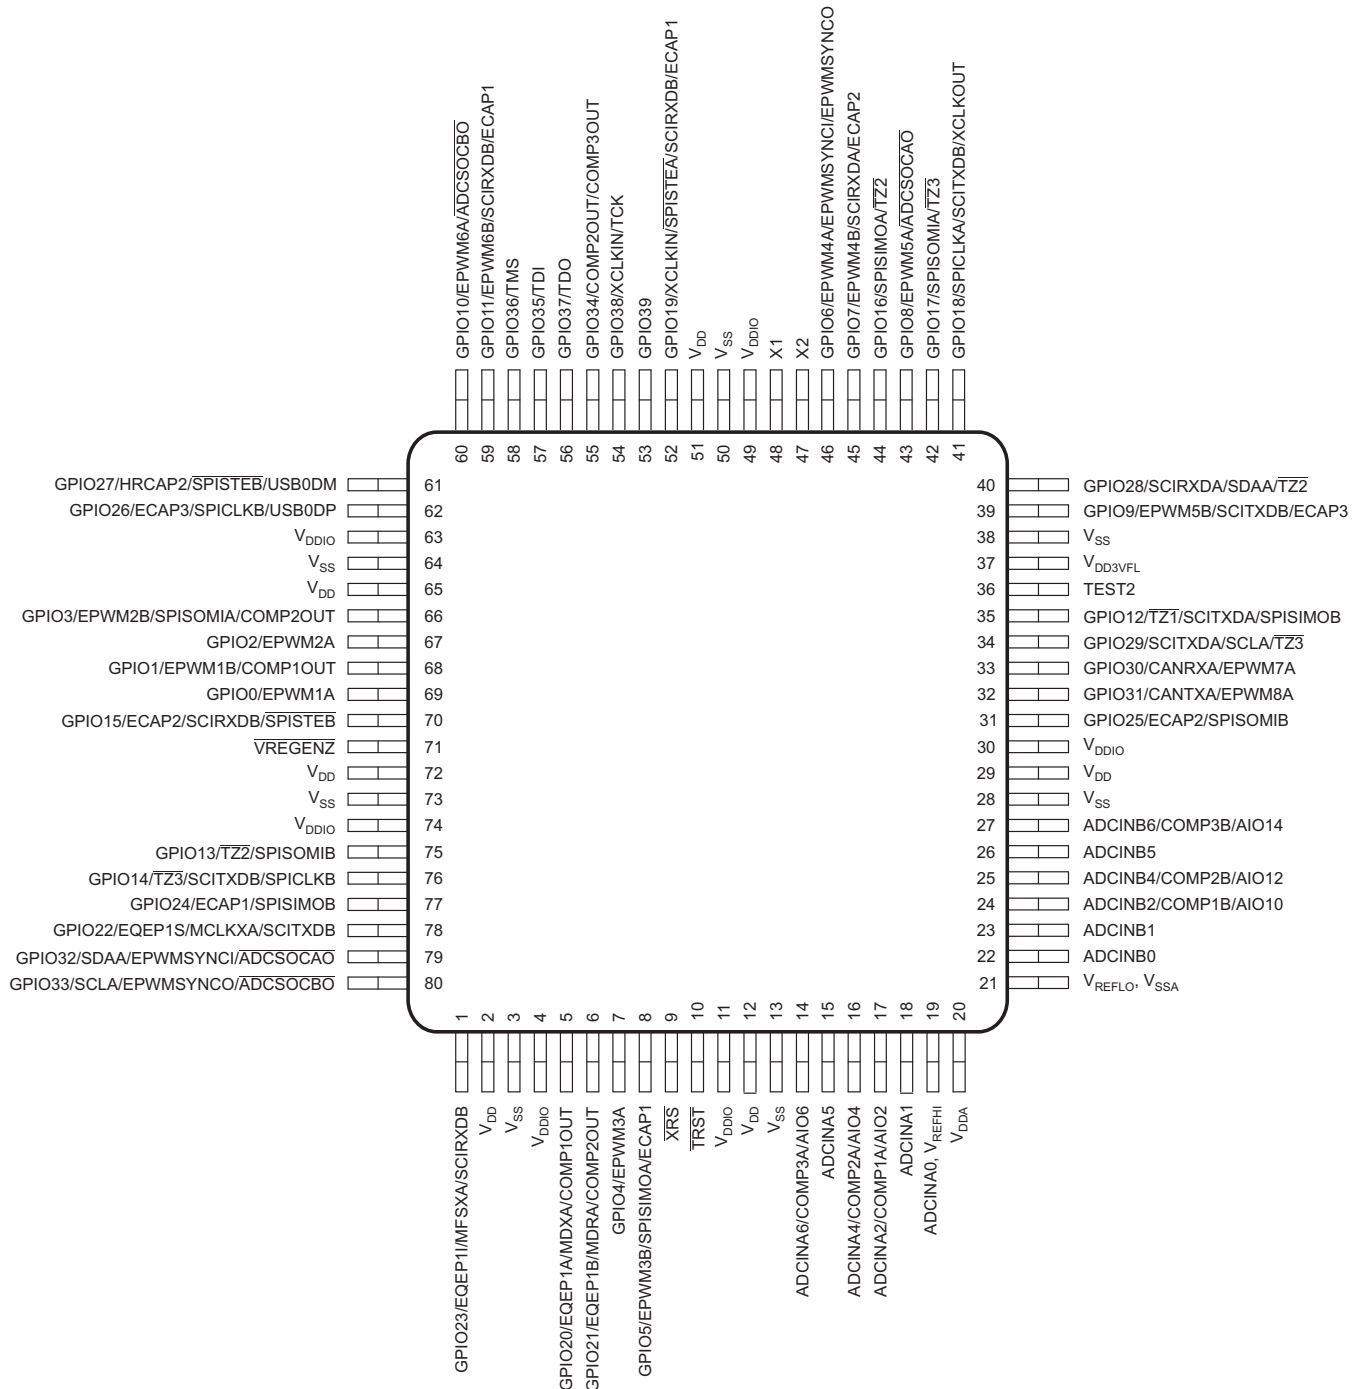 GPIO10/EPWM6A/ADCSOCBO
GPIO11/EPWM6B/SCIRXDB/ECAP1
GPIO36/TMS
GPIO35/TDI
GPIO37/TDO
GPIO34/COMP2OUT/COMP3OUT
GPIO38/XCLKIN/TCK
GPIO39
GPIO19/XCLKIN/SPISTEA/SCIRXDB/ECAP1
VDD
VSS
VDDIO
X1
X2
GPIO6/EPWM4A/EPWMSYNCI/EPWMSYNCO
GPIO7/EPWM4B/SCIRXDA/ECAP2
GPIO16/SPISIMOA/TZ2
GPIO8/EPWM5A/ADCSOCAO
GPIO17/SPISOMIA/TZ3
GPIO18/SPICLKA/SCITXDB/XCLKOUT
60
59
58
57
56
55
54
53
52
51
50
49
48
47
46
45
44
43
42
41
GPIO27/HRCAP2/SPISTEB/USB0DM 61
GPIO26/ECAP3/SPICLKB/USB0DP 62
VDDIO 63
VSS 64
VDD 65
GPIO3/EPWM2B/SPISOMIA/COMP2OUT 66
GPIO2/EPWM2A 67
GPIO1/EPWM1B/COMP1OUT 68
GPIO0/EPWM1A 69
GPIO15/ECAP2/SCIRXDB/SPISTEB 70
VREGENZ 71
VDD 72
VSS 73
VDDIO 74
GPIO13/TZ2/SPISOMIB 75
GPIO14/TZ3/SCITXDB/SPICLKB 76
GPIO24/ECAP1/SPISIMOB 77
GPIO22/EQEP1S/MCLKXA/SCITXDB 78
GPIO32/SDAA/EPWMSYNCI/ADCSOCAO 79
GPIO33/SCLA/EPWMSYNCO/ADCSOCBO 80
40 GPIO28/SCIRXDA/SDAA/TZ2
39 GPIO9/EPWM5B/SCITXDB/ECAP3
38 VSS
37 VDD3VFL
36 TEST2
35 GPIO12/TZ1/SCITXDA/SPISIMOB
34 GPIO29/SCITXDA/SCLA/TZ3
33 GPIO30/CANRXA/EPWM7A
32 GPIO31/CANTXA/EPWM8A
31 GPIO25/ECAP2/SPISOMIB
30 VDDIO
29 VDD
28 VSS
27 ADCINB6/COMP3B/AIO14
26 ADCINB5
25 ADCINB4/COMP2B/AIO12
24 ADCINB2/COMP1B/AIO10
23 ADCINB1
22 ADCINB0
21 VREFLO, VSSA
1
2
3
4
5
6
7
8
9
10
11
12
13
14
15
16
17
18
19
20
GPIO23/EQEP1I/MFSXA/SCIRXDB
VDD
VSS
VDDIO
GPIO20/EQEP1A/MDXA/COMP1OUT
GPIO21/EQEP1B/MDRA/COMP2OUT
GPIO4/EPWM3A
GPIO5/EPWM3B/SPISIMOA/ECAP1
XRS
TRST
VDDIO
VDD
VSS
ADCINA6/COMP3A/AIO6
ADCINA5
ADCINA4/COMP2A/AIO4
ADCINA2/COMP1A/AIO2
ADCINA1
ADCINA0, VREFHI
VDDA